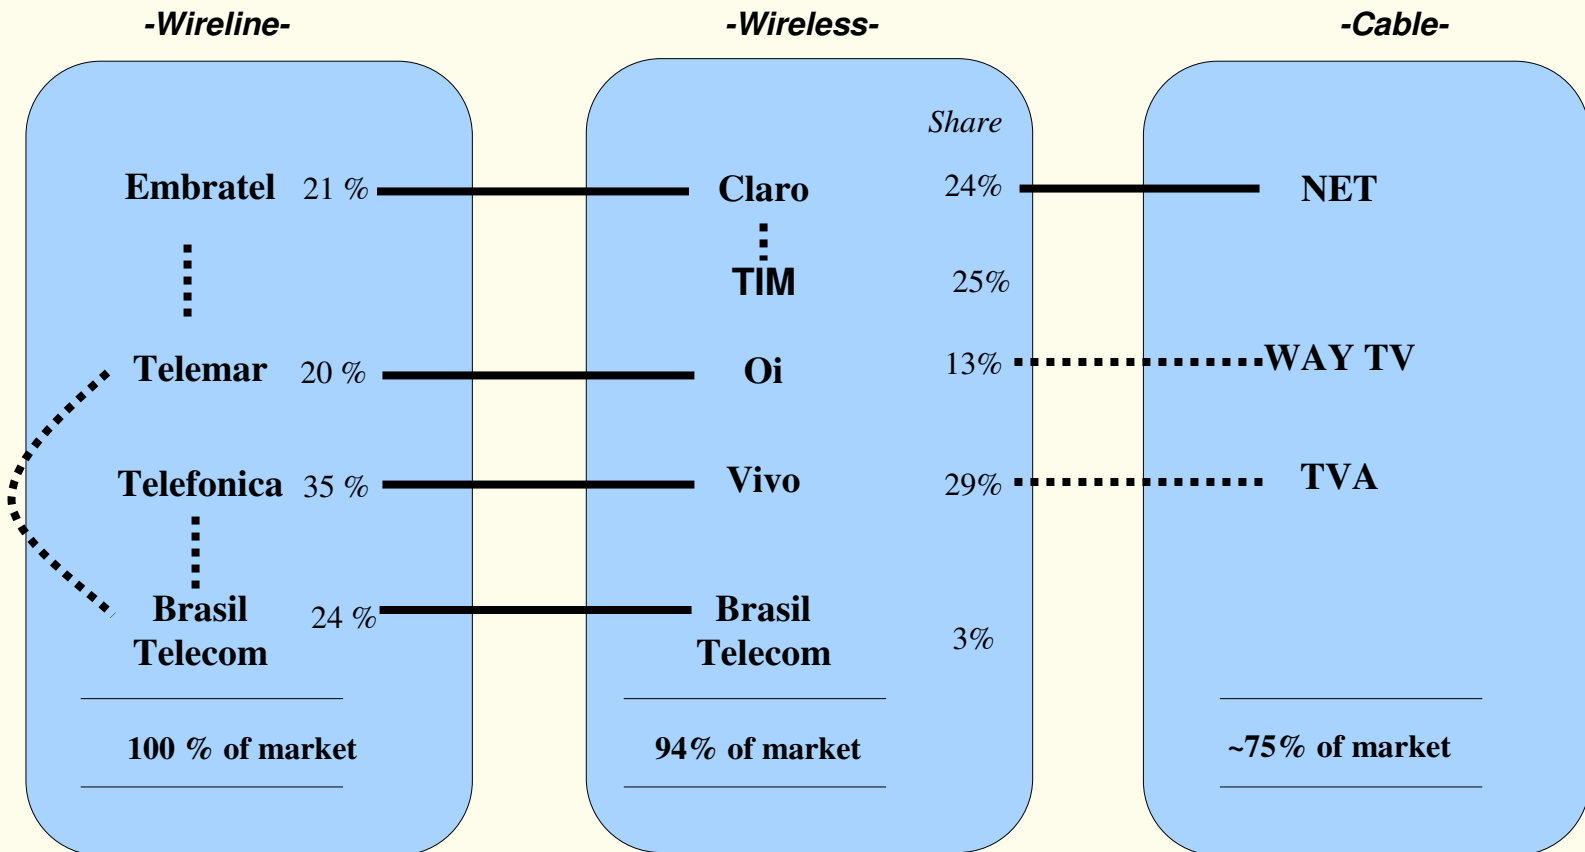 -Wireline-
-Wireless-
-Cable-
Share
Embratel 21 %
Claro 24%
NET
TIM 25%
Telemar 20 %
Oi 13%
WAY TV
Telefonica 35 %
Vivo 29%
TVA
Brasil
Telecom
24 %
Brasil
Telecom
3%
100 % of market
94% of market
~75% of market